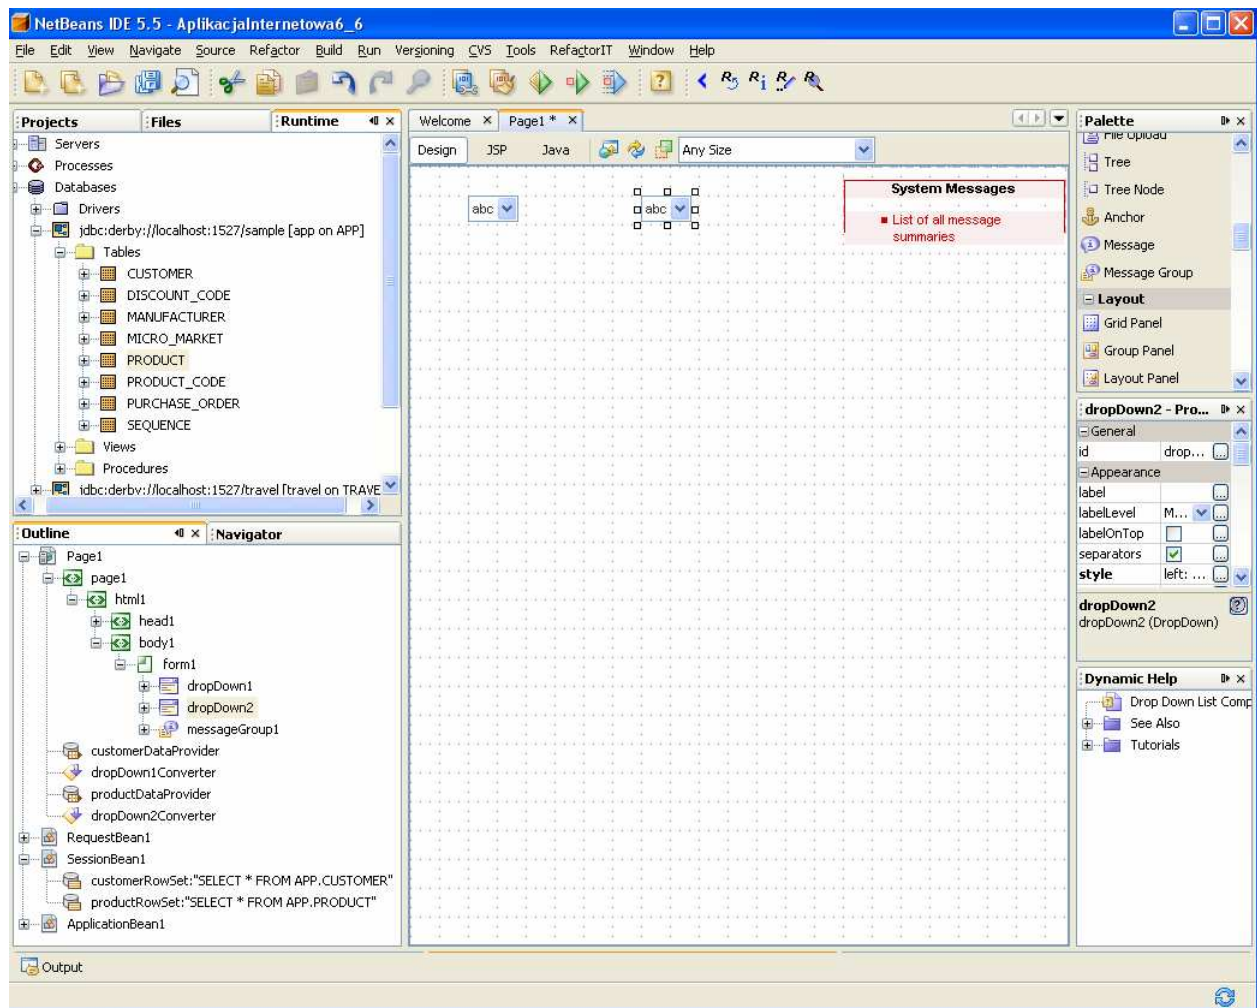 NetBeans IDE 5.5 - AplikacjaInternetowa6_6
File Edit View Navigate Source Refactor Build Run Versioning CVS Tools RefactorIT Window Help
Projects Files Runtime
Servers
Processes
Databases
Drivers
jdbc:derby://localhost:1527/sample [app on APP]
Tables
CUSTOMER
DISCOUNT_CODE
MANUFACTURER
MICRO_MARKET
PRODUCT
PRODUCT_CODE
PURCHASE_ORDER
SEQUENCE
Views
Procedures
jdbc:derby://localhost:1527/travel [travel on TRAVE
Outline Navigator
Page1
page1
html1
head1
body1
form1
dropDown1
dropDown2
messageGroup1
customerDataProvider
dropDown1Converter
productDataProvider
dropDown2Converter
RequestBean1
SessionBean1
customerRowSet:"SELECT * FROM APP.CUSTOMER"
productRowSet:"SELECT * FROM APP.PRODUCT"
ApplicationBean1
Welcome Page1 *
Design JSP Java Any Size
abc abc
System Messages
List of all message
summaries
Palette
File Upload
Tree
Tree Node
Anchor
Message
Message Group
Layout
Grid Panel
Group Panel
Layout Panel
dropDown2 - Pro...
General
id drop... ...
Appearance
label ...
labelLevel M... ...
labelOnTop ...
separators ...
style left: ... ...
dropDown2
dropDown2 (DropDown)
Dynamic Help
Drop Down List Comp
See Also
Tutorials
Output